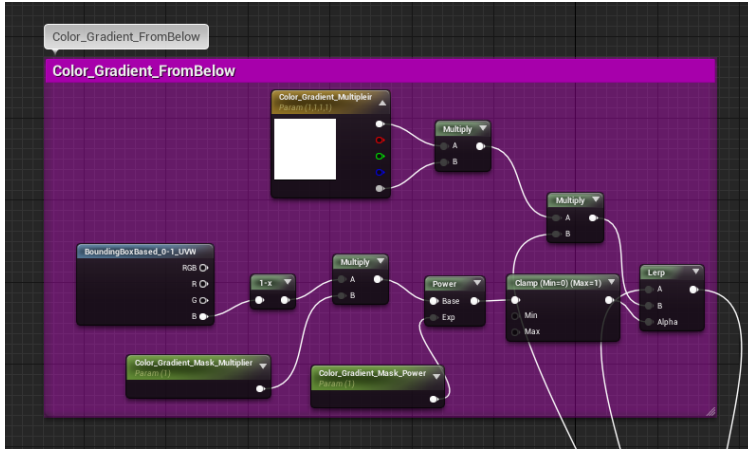 Color_Gradient_FromBelow
Color_Gradient_FromBelow
Color_Gradient_Multipleir
Param (1,1,1,1)
Multiply
A
B
Multiply
A
B
BoundingBoxBased_0-1_UVW
RGB
R
G
B
1-x
Multiply
A
B
Power
Base
Exp
Clamp (Min=0) (Max=1)
Min
Max
Lerp
A
B
Alpha
Color_Gradient_Mask_Multiplier
Param (1)
Color_Gradient_Mask_Power
Param (1)